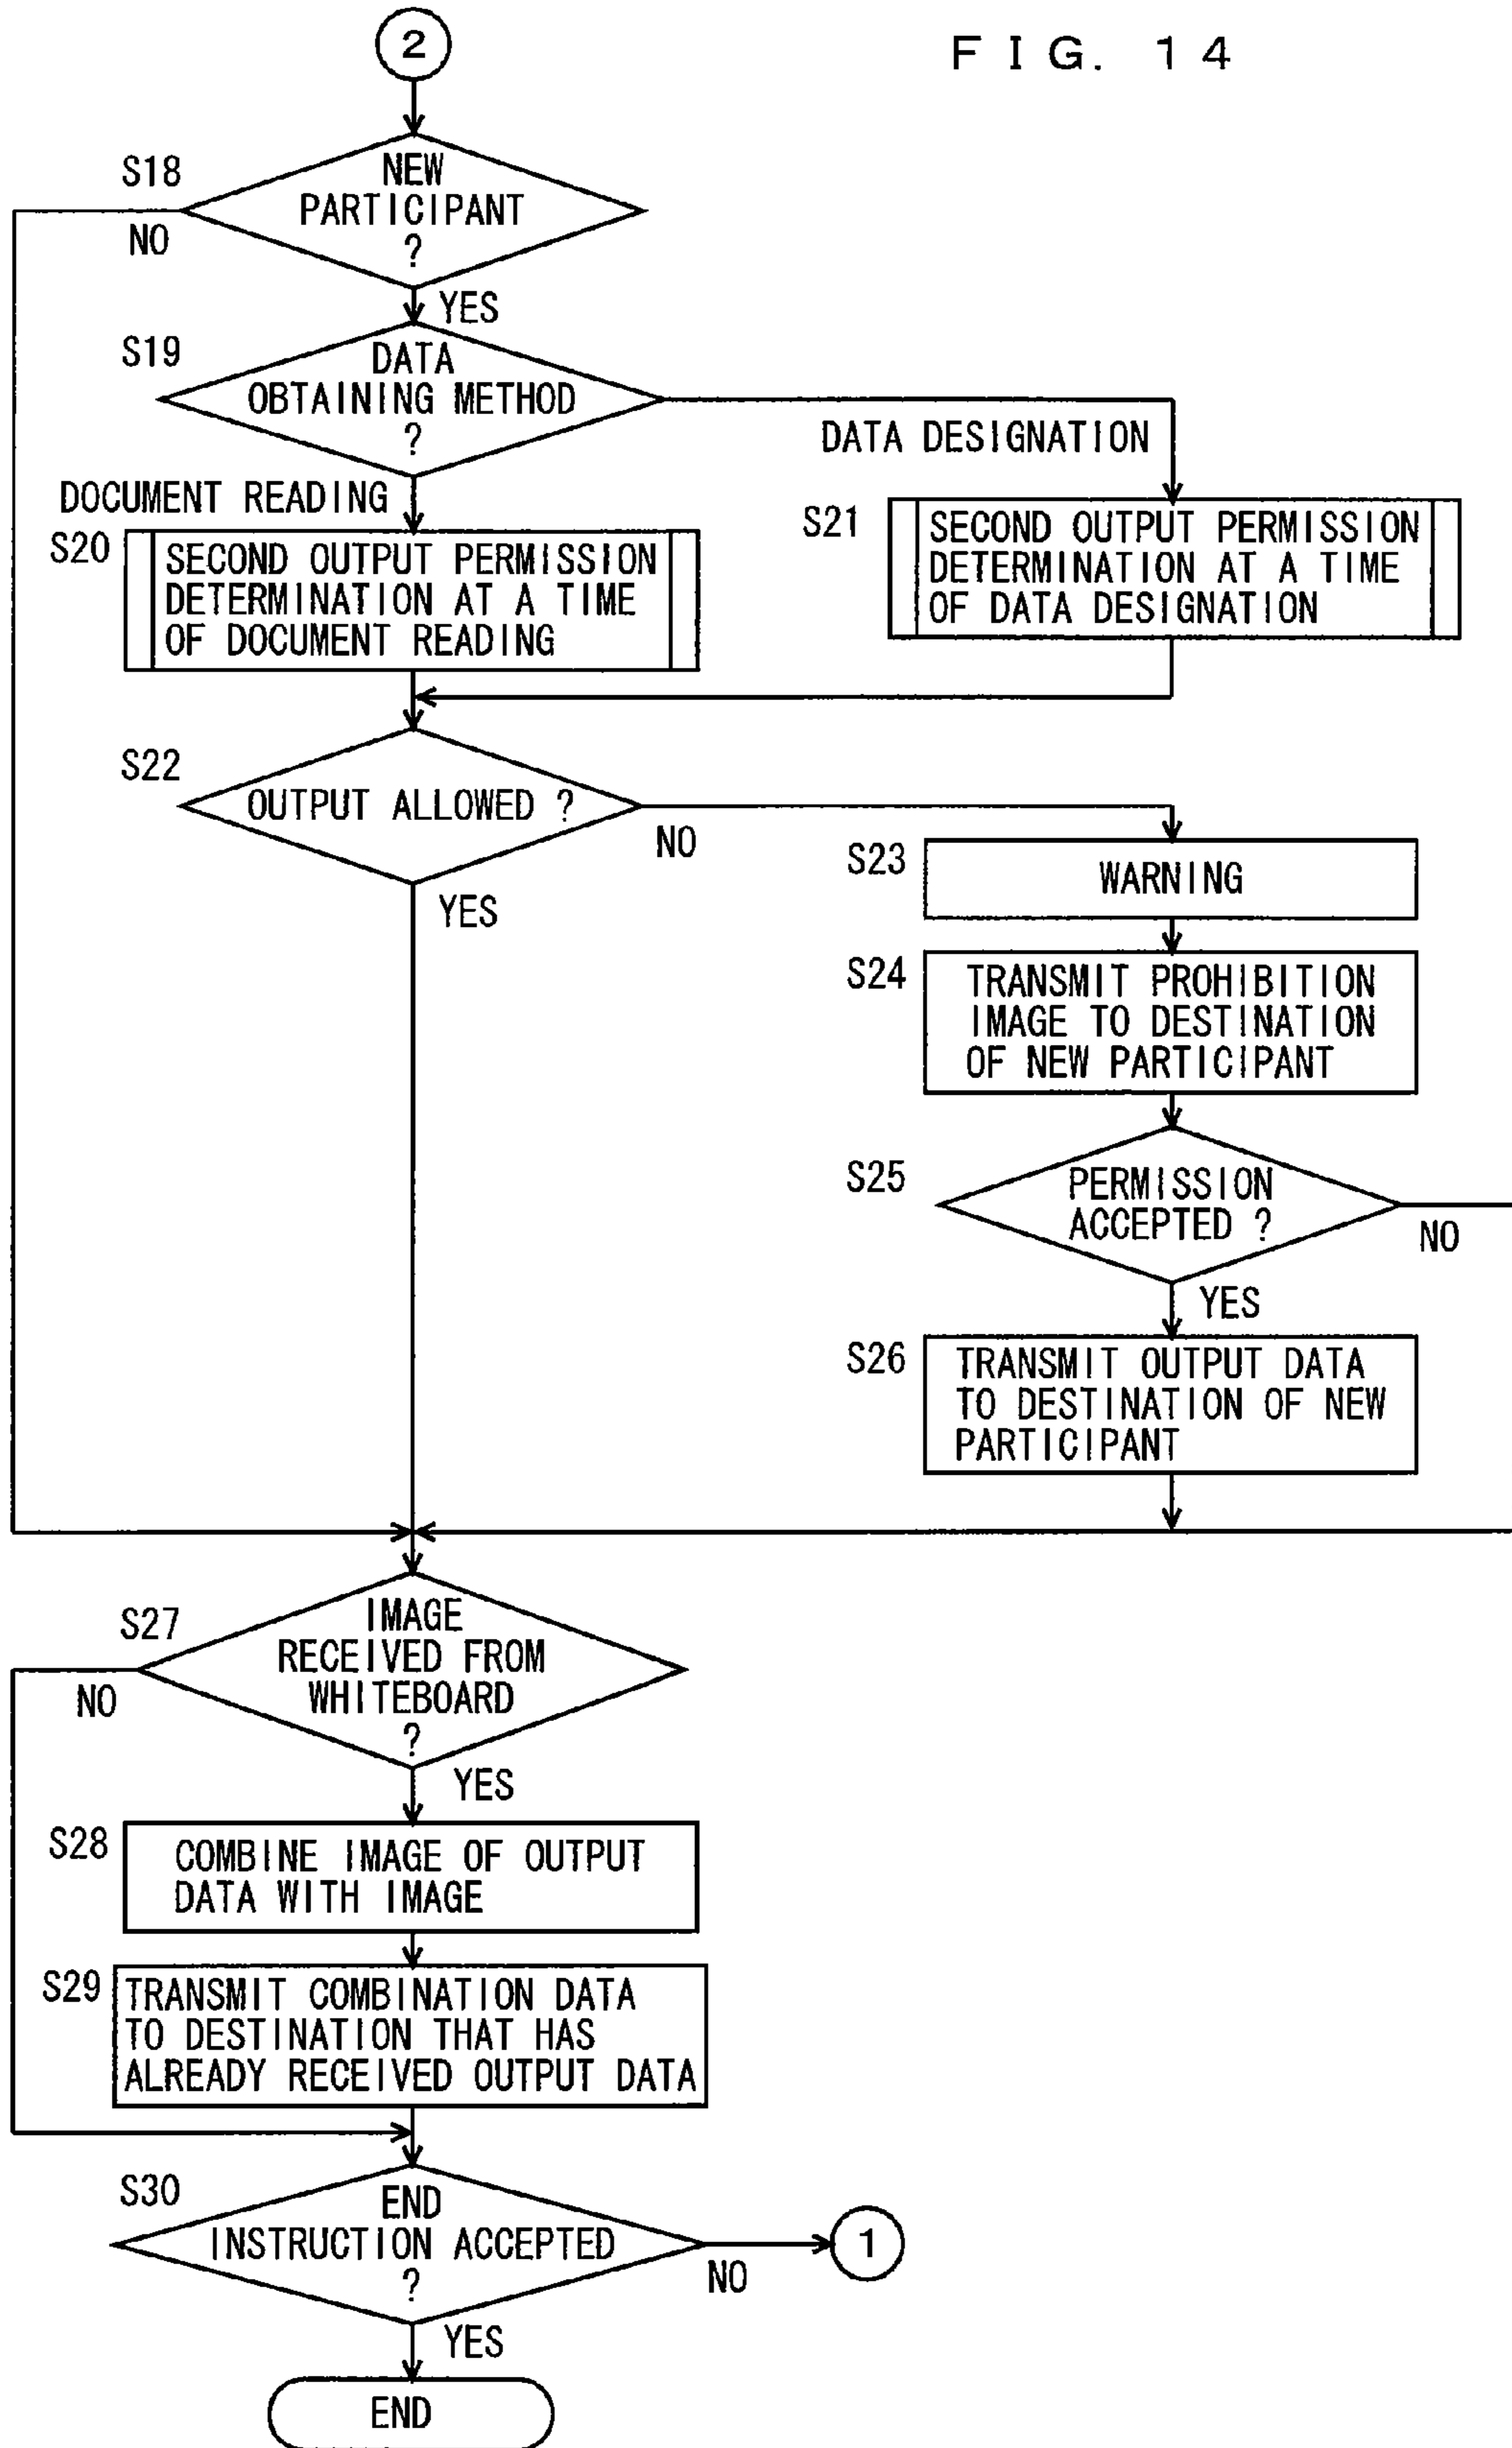 2
F I G. 1 4
S18
NEW
PARTICIPANT
?
NO
YES
S19
DATA
OBTAINING METHOD
?
DATA DESIGNATION
DOCUMENT READING
S20
SECOND OUTPUT PERMISSION
DETERMINATION AT A TIME
OF DOCUMENT READING
S21
SECOND OUTPUT PERMISSION
DETERMINATION AT A TIME
OF DATA DESIGNATION
S22
OUTPUT ALLOWED ?
NO
YES
S23
WARNING
S24
TRANSMIT PROHIBITION
IMAGE TO DESTINATION
OF NEW PARTICIPANT
S25
PERMISSION
ACCEPTED ?
NO
YES
S26
TRANSMIT OUTPUT DATA
TO DESTINATION OF NEW
PARTICIPANT
S27
IMAGE
RECEIVED FROM
WHITEBOARD
?
NO
YES
S28
COMBINE IMAGE OF OUTPUT
DATA WITH IMAGE
S29
TRANSMIT COMBINATION DATA
TO DESTINATION THAT HAS
ALREADY RECEIVED OUTPUT DATA
S30
END
INSTRUCTION ACCEPTED
?
NO
1
YES
END